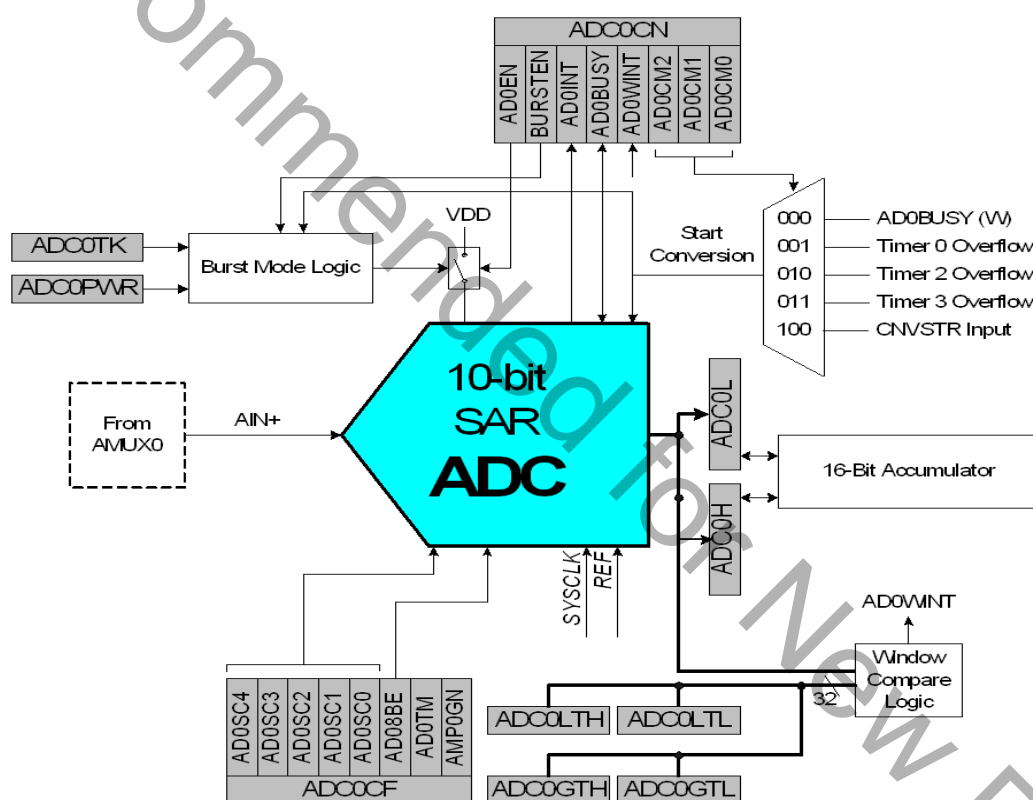 ADC0CN
AD0EN
BURSTEN
AD0INT
AD0BUSY
AD0WINT
AD0CM2
AD0CM1
AD0CM0
VDD
ADC0TK
ADC0PWR
Burst Mode Logic
Start
Conversion
000
001
010
011
100
AD0BUSY (W)
Timer 0 Overflow
Timer 2 Overflow
Timer 3 Overflow
CNVSTR Input
From
AMUX0
AIN+
10-bit
SAR
ADC
ADC0L
ADC0H
16-Bit Accumulator
SYSCLK
REF
AD0WINT
Window
Compare
Logic
32
AD0SC4
AD0SC3
AD0SC2
AD0SC1
AD0SC0
AD08BE
AD0TM
AMP0GN
ADC0CF
ADC0LTH
ADC0LTL
ADC0GTH
ADC0GTL
ommended for New D